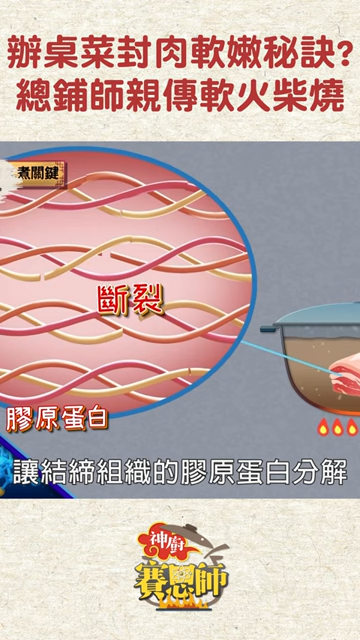 辦桌菜封肉軟嫩秘訣?
總鋪師親傳軟火柴燒
煮關鍵
斷裂
膠原蛋白
讓結締組織的膠原蛋白分解
神廚
賽恩師